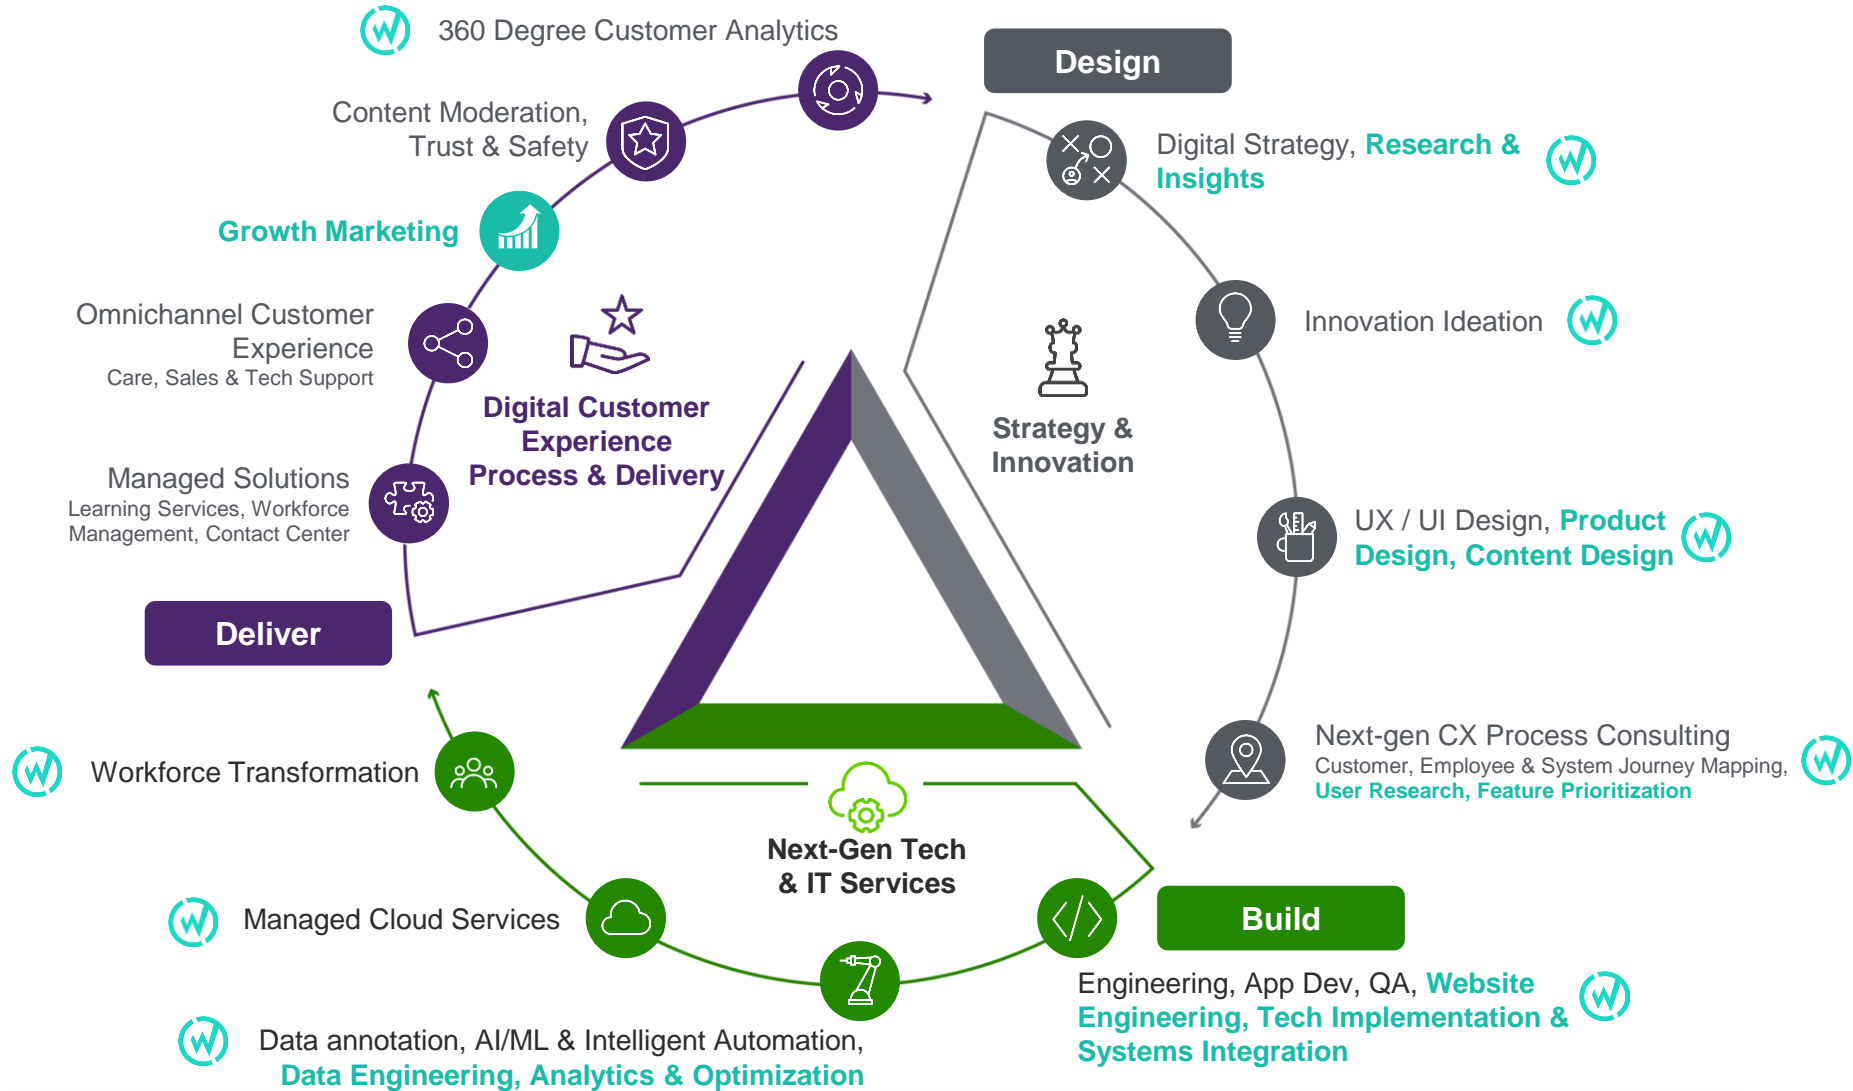 360 Degree Customer Analytics
Content Moderation,
Trust & Safety
Growth Marketing
Omnichannel Customer
Experience
Care, Sales & Tech Support
Managed Solutions
Learning Services, Workforce
Management, Contact Center
Digital Customer
Experience
Process & Delivery
Deliver
Design
Digital Strategy, Research &
Insights
W
Innovation Ideation
W
Strategy &
Innovation
UX / UI Design, Product
Design, Content Design
W
Next-gen CX Process Consulting
Customer, Employee & System Journey Mapping,
User Research, Feature Prioritization
W
Build
Engineering, App Dev, QA, Website
Engineering, Tech Implementation &
Systems Integration
W
Next-Gen Tech
& IT Services
W
Workforce Transformation
W
Managed Cloud Services
W
Data annotation, AI/ML & Intelligent Automation,
Data Engineering, Analytics & Optimization
W